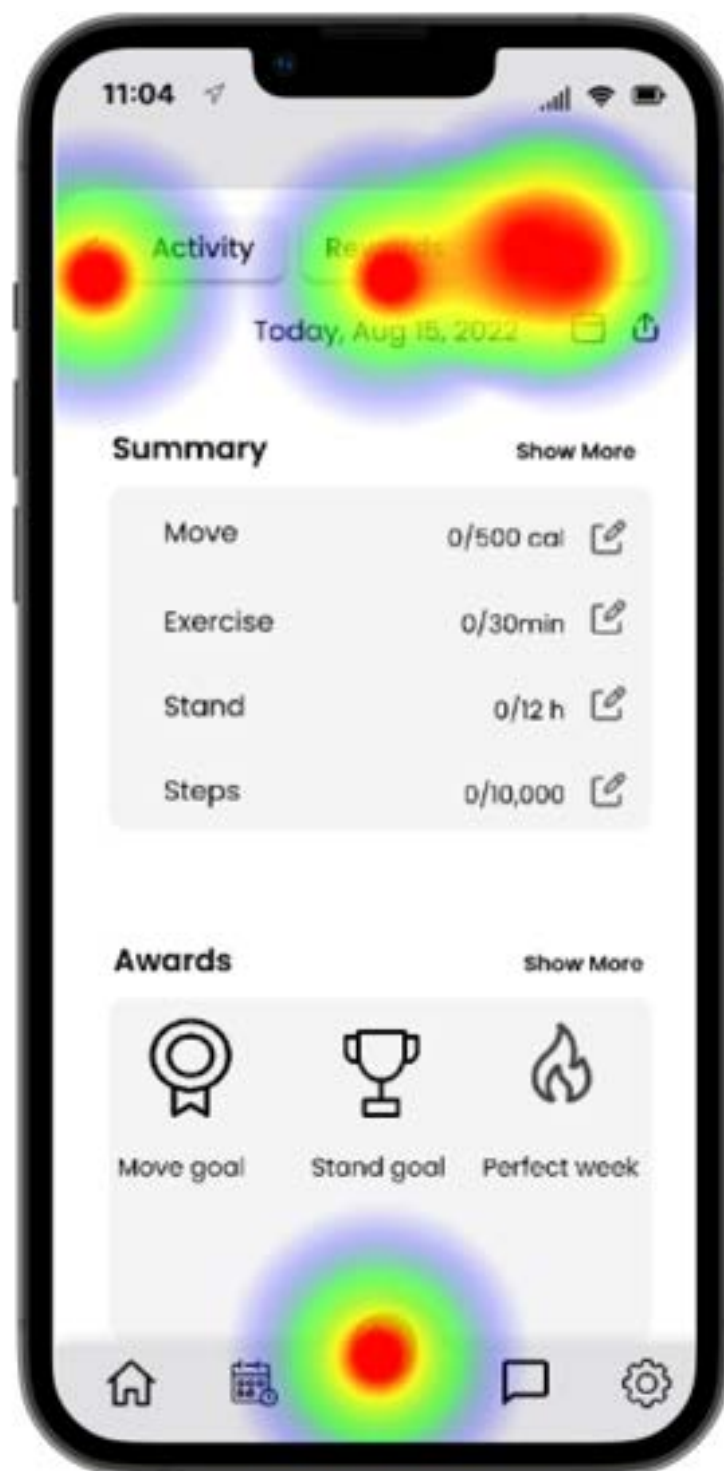 11:04
Activity Rewards
Today, Aug 15, 2022
Summary Show More
Move 0/500 cal
Exercise 0/30min
Stand 0/12 h
Steps 0/10,000
Awards Show More
Move goal Stand goal Perfect week